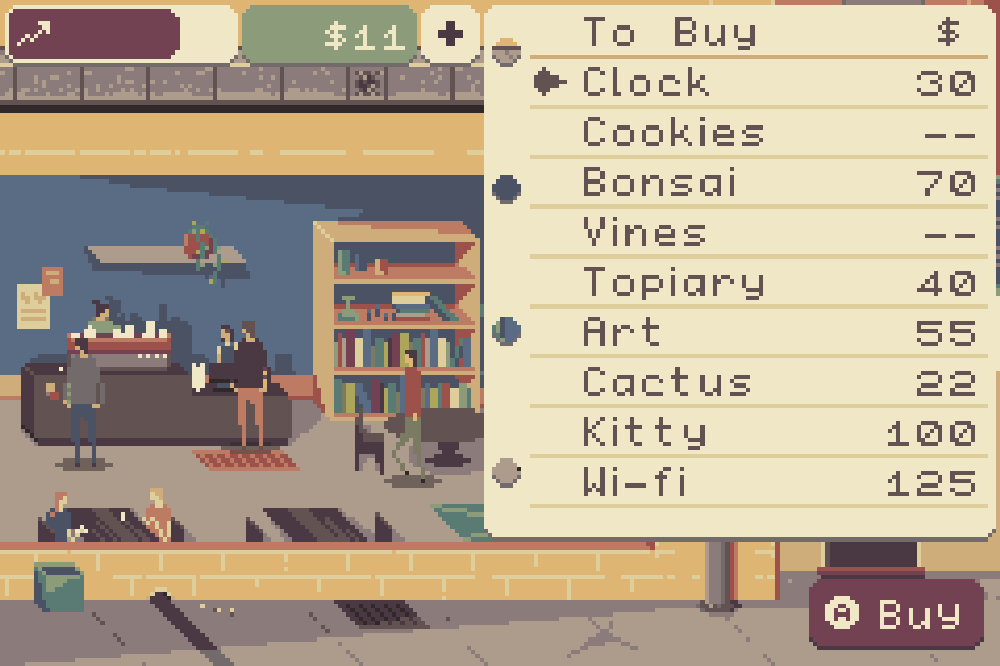 $11 +
To Buy $
Clock 30
Cookies --
Bonsai 70
Vines --
Topiary 40
Art 55
Cactus 22
Kitty 100
Wi-fi 125
A Buy